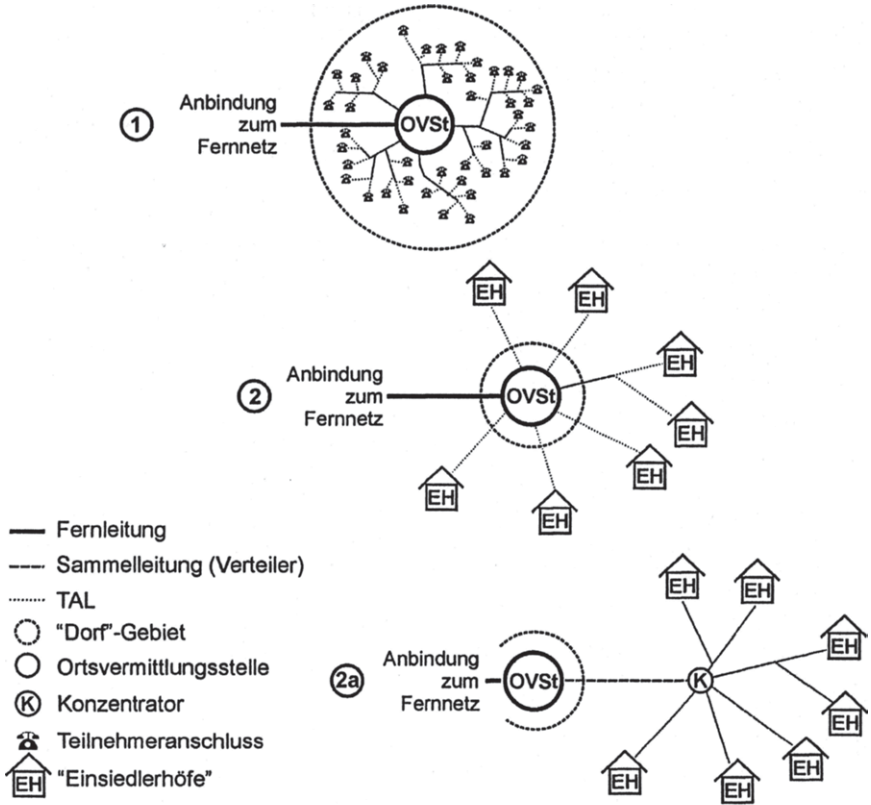 1
Anbindung
zum
Fernnetz
OVSt
EH
EH
2
Anbindung
zum
Fernnetz
OVSt
EH
EH
EH
EH
EH
Fernleitung
Sammelleitung (Verteiler)
TAL
"Dorf"-Gebiet
Ortsvermittlungsstelle
K Konzentrator
Teilnehmeranschluss
EH "Einsiedlerhöfe"
EH
EH
2a
Anbindung
zum
Fernnetz
OVSt
K
EH
EH
EH
EH
EH